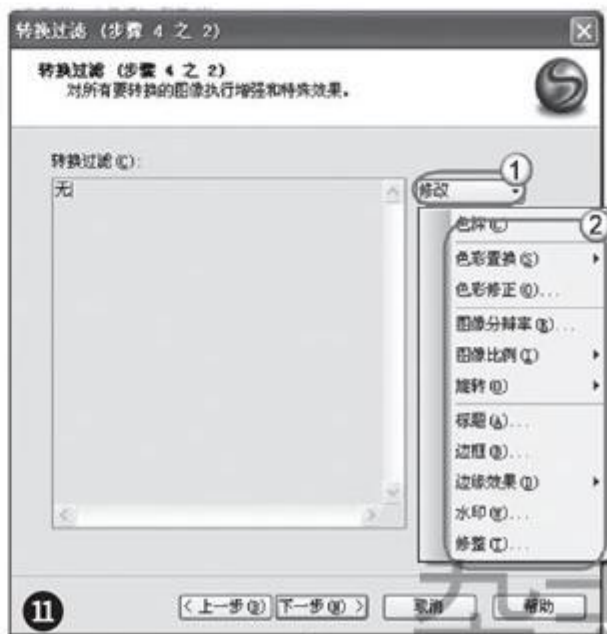 转换过滤 (步骤 4 之 2)
转换过滤 (步骤 4 之 2)
对所有要转换的图像执行增强和特殊效果。
转换过滤(C):
无
修改
①
②
色彩置换(S)
色彩修正(O)...
图像分辩率(R)...
图像比例(I)
旋转(O)
标题(A)...
边框(B)...
边缘效果(D)
水印(W)...
修整(T)...
11
< 上一步(B)
下一步(N) >
取消
帮助